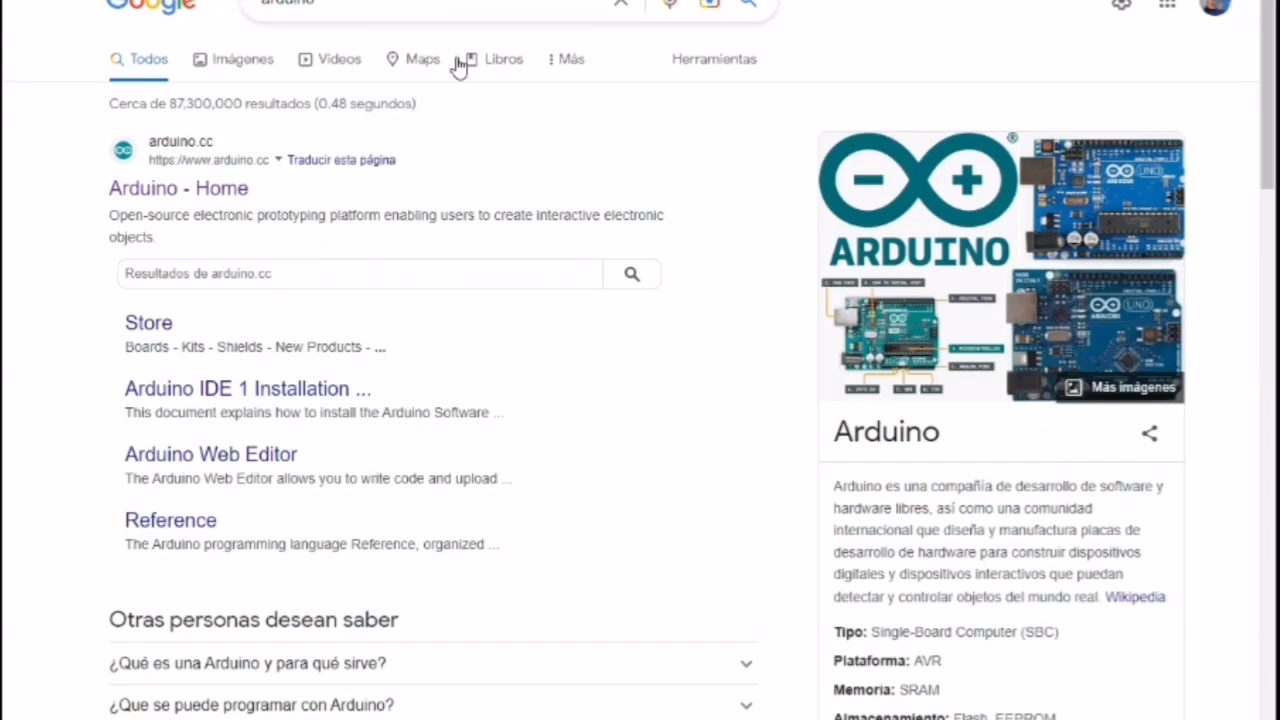 Google
arduino
Todos
Imágenes
Videos
Maps
Libros
Más
Herramientas
Cerca de 87,300,000 resultados (0.48 segundos)
arduino.cc
https://www.arduino.cc
Traducir esta página
Arduino - Home
Open-source electronic prototyping platform enabling users to create interactive electronic
objects.
Resultados de arduino.cc
Store
Boards - Kits - Shields - New Products - ...
Arduino IDE 1 Installation ...
This document explains how to install the Arduino Software ...
Arduino Web Editor
The Arduino Web Editor allows you to write code and upload ...
Reference
The Arduino programming language Reference, organized ...
Otras personas desean saber
¿Qué es una Arduino y para qué sirve?
¿Que se puede programar con Arduino?
ARDUINO
UNO
UNO
Más imágenes
Arduino
Arduino es una compañía de desarrollo de software y
hardware libres, así como una comunidad
internacional que diseña y manufactura placas de
desarrollo de hardware para construir dispositivos
digitales y dispositivos interactivos que puedan
detectar y controlar objetos del mundo real. Wikipedia
Tipo: Single-Board Computer (SBC)
Plataforma: AVR
Memoria: SRAM
Almacenamiento: Flash, EEPROM